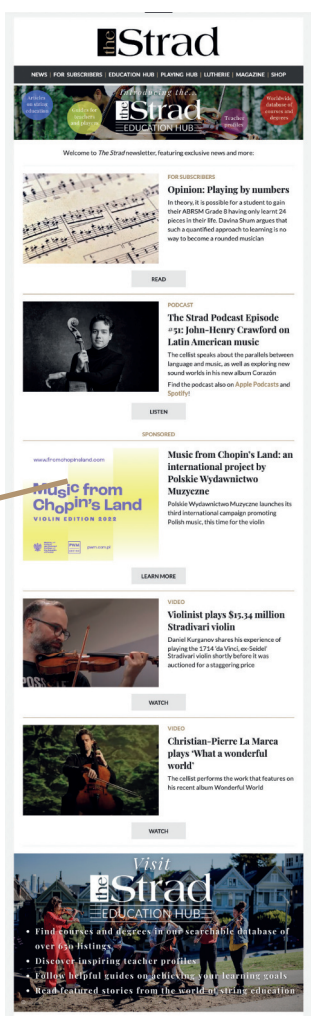 the Strad
NEWS | FOR SUBSCRIBERS | EDUCATION HUB | PLAYING HUB | LUTHERIE | MAGAZINE | SHOP
Articles
on string
education
Guides for
teachers
and players
Introducing the...
the Strad
EDUCATION HUB
Teacher
profiles
Worldwide
database of
courses and
degrees
Welcome to The Strad newsletter, featuring exclusive news and more:
FOR SUBSCRIBERS
Opinion: Playing by numbers
In theory, it is possible for a student to gain
their ABRSM Grade 8 having only learnt 24
pieces in their life. Davina Shum argues that
such a quantified approach to learning is no
way to become a rounded musician
READ
PODCAST
The Strad Podcast Episode
#51: John-Henry Crawford on
Latin American music
The cellist speaks about the parallels between
language and music, as well as exploring new
sound worlds in his new album Corazón
Find the podcast also on Apple Podcasts and
Spotify!
LISTEN
SPONSORED
www.fromchopinsland.com
Music from
Chopin's Land
VIOLIN EDITION 2022
PWM
pwm.com.pl
Music from Chopin's Land: an
international project by
Polskie Wydawnictwo
Muzyczne
Polskie Wydawnictwo Muzyczne launches its
third international campaign promoting
Polish music, this time for the violin
LEARN MORE
VIDEO
Violinist plays $15.34 million
Stradivari violin
Daniel Kurganov shares his experience of
playing the 1714 'da Vinci, ex-Seidel'
Stradivari violin shortly before it was
auctioned for a staggering price
WATCH
VIDEO
Christian-Pierre La Marca
plays 'What a wonderful
world'
The cellist performs the work that features on
his recent album Wonderful World
WATCH
Visit
the Strad
EDUCATION HUB
• Find courses and degrees in our searchable database of
over 650 listings
• Discover inspiring teacher profiles
• Follow helpful guides on achieving your learning goals
• Read featured stories from the world of string education